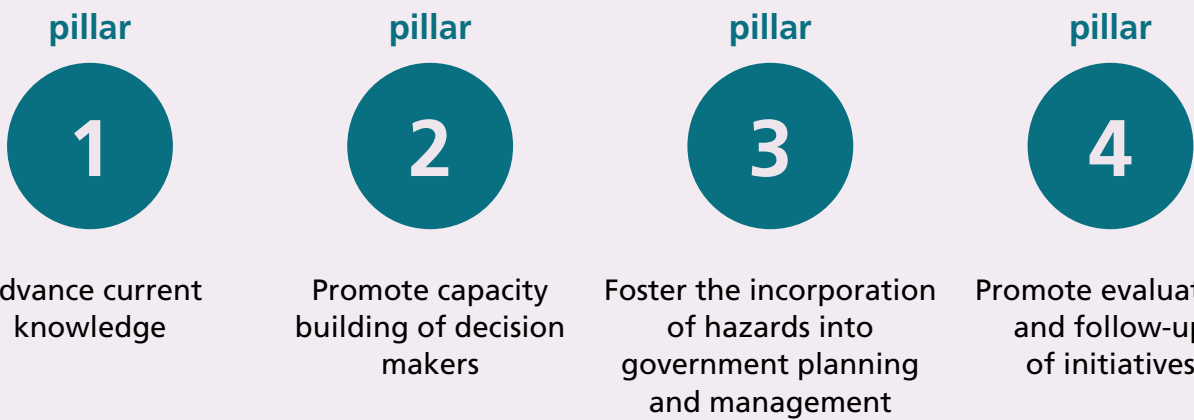 pillar
1
dvance current
knowledge
pillar
2
Promote capacity
building of decision
makers
pillar
3
Foster the incorporation
of hazards into
government planning
and management
pillar
4
Promote evaluat
and follow-up
of initiatives